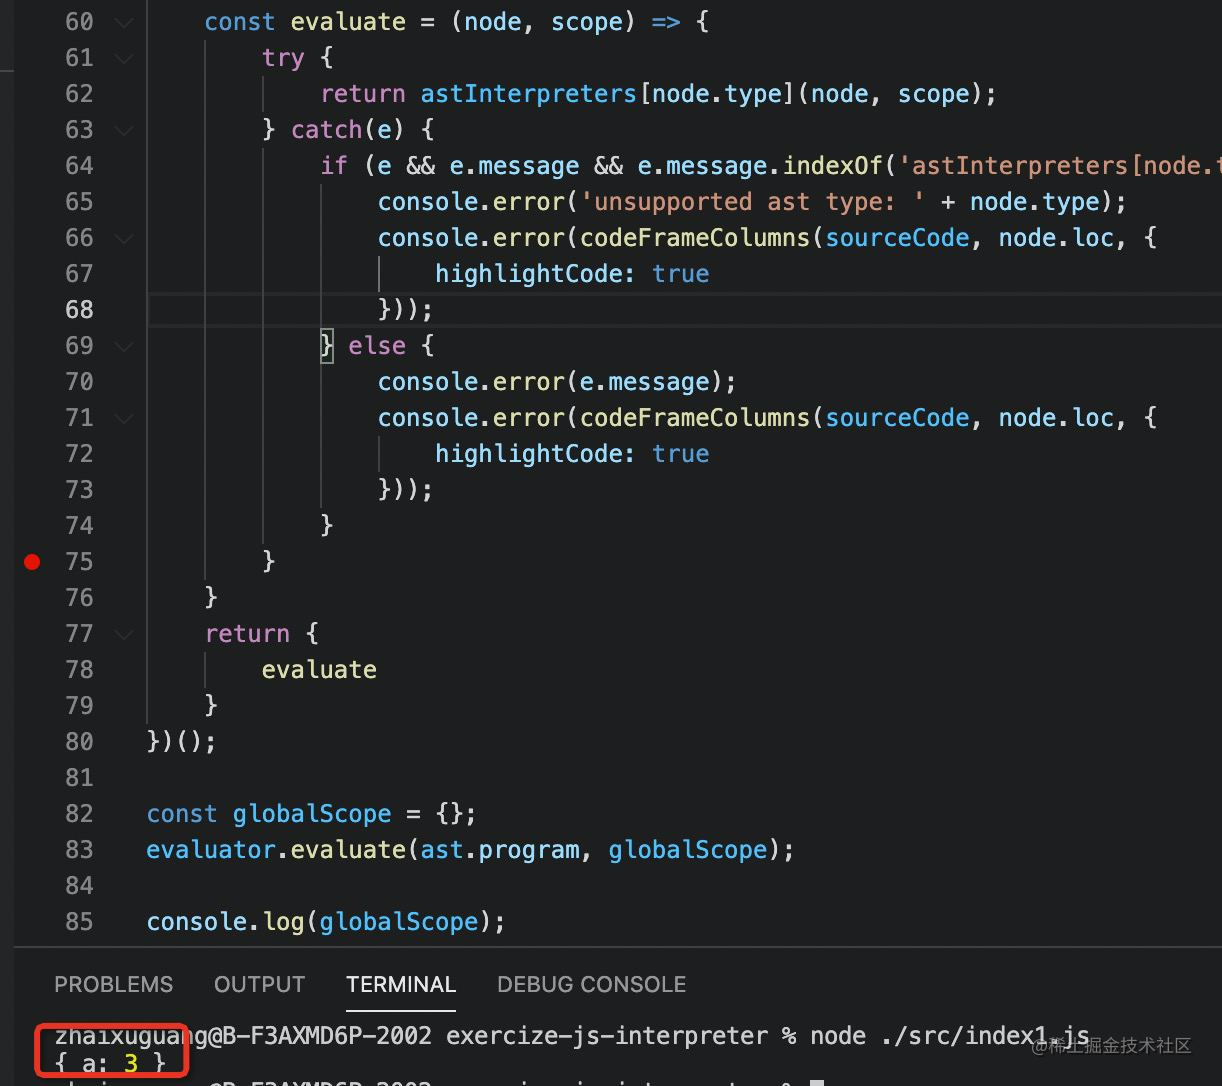 60 const evaluate = (node, scope) => {
61 try {
62 return astInterpreters[node.type](node, scope);
63 } catch(e) {
64 if (e && e.message && e.message.indexOf('astInterpreters[node.
65 console.error('unsupported ast type: ' + node.type);
66 console.error(codeFrameColumns(sourceCode, node.loc, {
67 highlightCode: true
68 }));
69 } else {
70 console.error(e.message);
71 console.error(codeFrameColumns(sourceCode, node.loc, {
72 highlightCode: true
73 }));
74 }
75 }
76 }
77 return {
78 evaluate
79 }
80 })();
81
82 const globalScope = {};
83 evaluator.evaluate(ast.program, globalScope);
84
85 console.log(globalScope);
PROBLEMS OUTPUT TERMINAL DEBUG CONSOLE
zhaixuguang@B-F3AXMD6P-2002 exercize-js-interpreter % node ./src/index1.js
{ a: 3 }
@稀土掘金技术社区